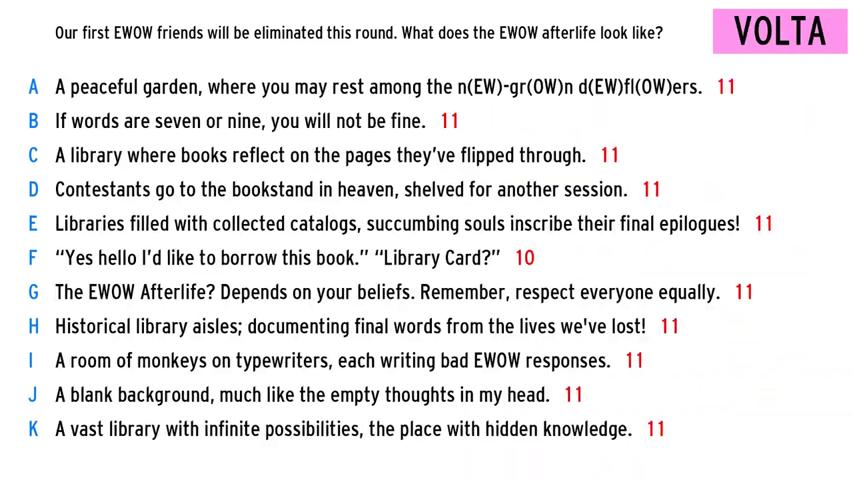 Our first EWOW friends will be eliminated this round. What does the EWOW afterlife look like?
VOLTA
A A peaceful garden, where you may rest among the n(EW)-gr(OW)n d(EW)fl(OW)ers. 11
B If words are seven or nine, you will not be fine. 11
C A library where books reflect on the pages they've flipped through. 11
D Contestants go to the bookstand in heaven, shelved for another session. 11
E Libraries filled with collected catalogs, succumbing souls inscribe their final epilogues! 11
F “Yes hello I'd like to borrow this book.” “Library Card?” 10
G The EWOW Afterlife? Depends on your beliefs. Remember, respect everyone equally. 11
H Historical library aisles; documenting final words from the lives we've lost! 11
I A room of monkeys on typewriters, each writing bad EWOW responses. 11
J A blank background, much like the empty thoughts in my head. 11
K A vast library with infinite possibilities, the place with hidden knowledge. 11